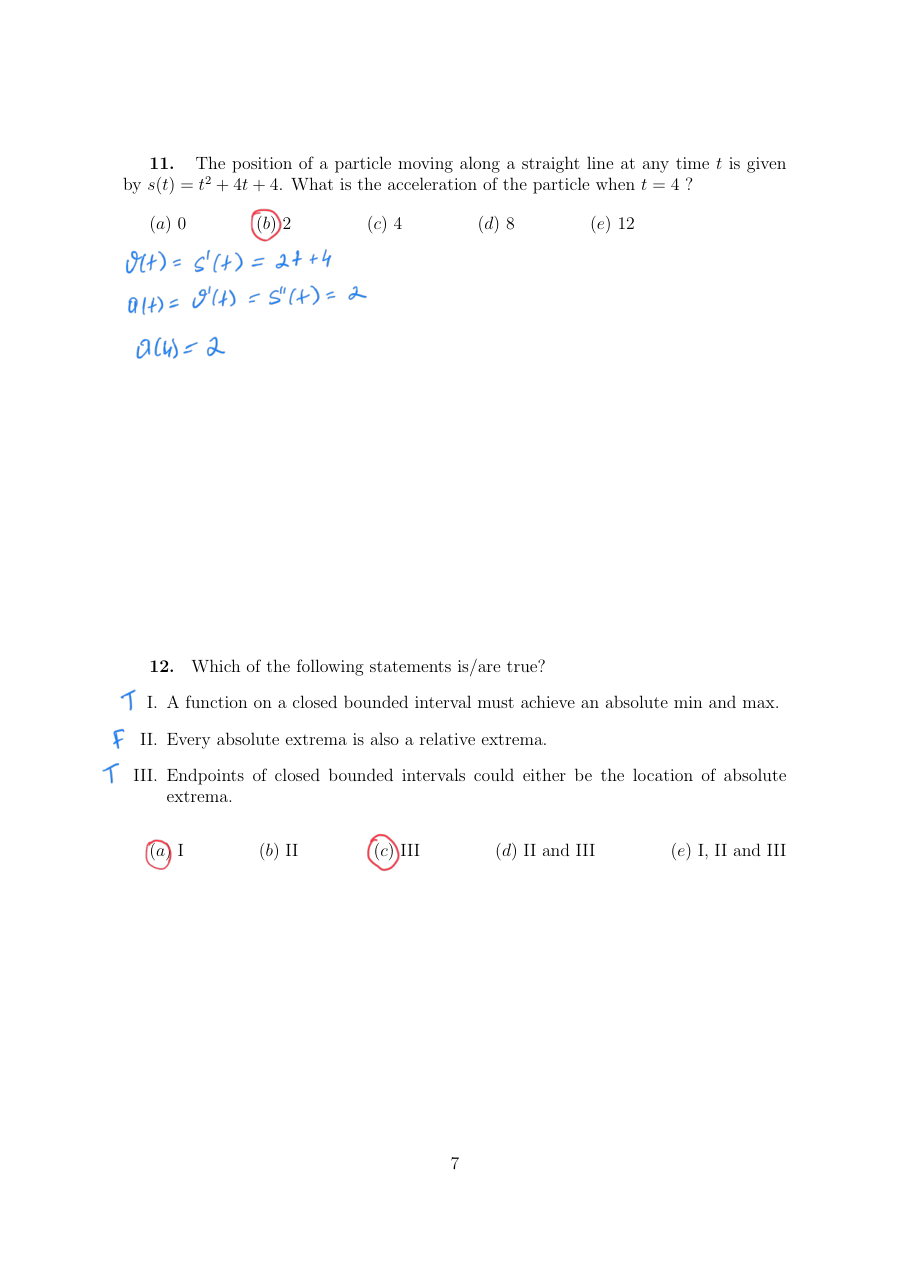 11. The position of a particle moving along a straight line at any time t is given
by s(t) = t² + 4t + 4. What is the acceleration of the particle when t = 4 ?
(a) 0 (b) 2 (c) 4 (d) 8 (e) 12
v(t) = s'(t) = 2t+4
a(t) = v'(t) = s''(t) = 2
a(4) = 2
12. Which of the following statements is/are true?
T I. A function on a closed bounded interval must achieve an absolute min and max.
F II. Every absolute extrema is also a relative extrema.
T III. Endpoints of closed bounded intervals could either be the location of absolute
extrema.
(a) I (b) II (c) III (d) II and III (e) I, II and III
7